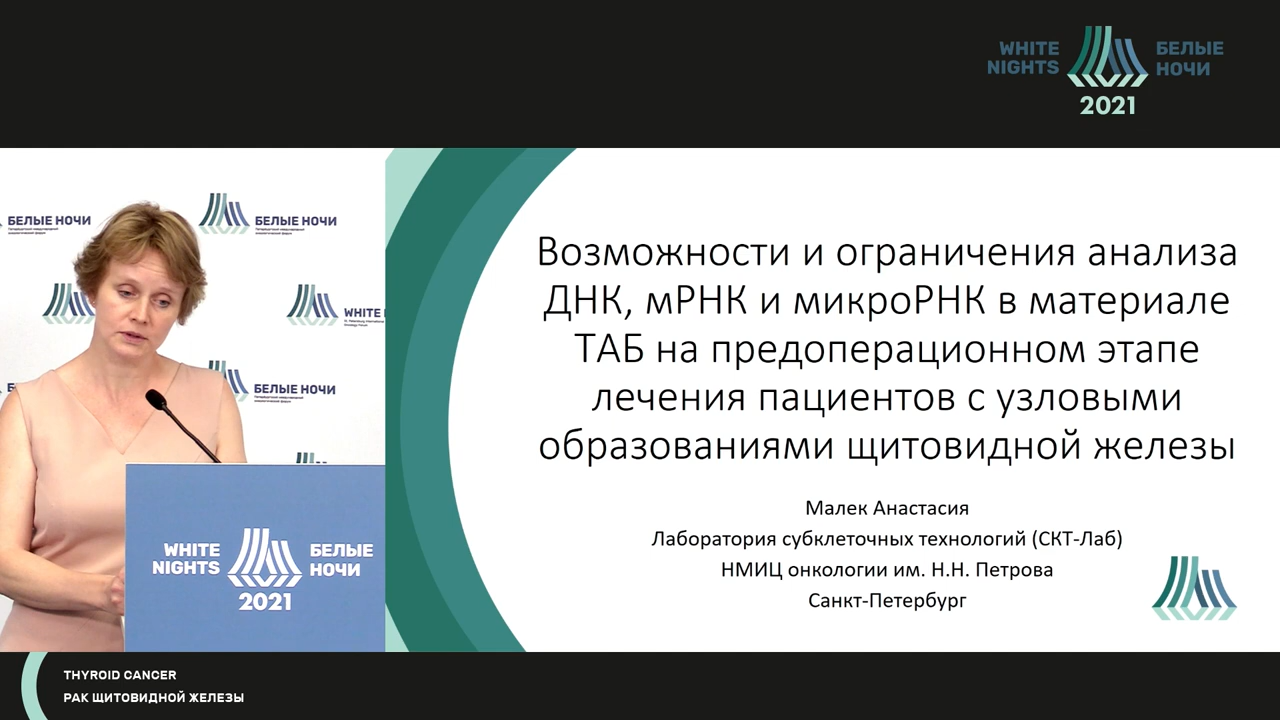 WHITE NIGHTS
БЕЛЫЕ НОЧИ
2021
БЕЛЫЕ НОЧИ
БЕЛЫЕ НОЧИ
WHITE
БЕЛЫЕ НОЧИ
WHITE NIGHTS
БЕЛЫЕ НОЧИ
2021
Возможности и ограничения анализа
ДНК, мРНК и микроРНК в материале
ТАБ на предоперационном этапе
лечения пациентов с узловыми
образованиями щитовидной железы
Малек Анастасия
Лаборатория субклеточных технологий (СКТ-Лаб)
НМИЦ онкологии им. Н.Н. Петрова
Санкт-Петербург
THYROID CANCER
РАК ЩИТОВИДНОЙ ЖЕЛЕЗЫ